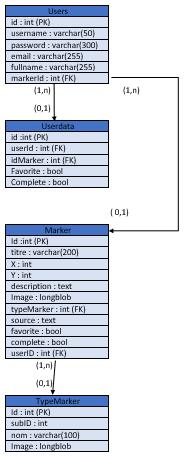 Users
id : int (PK)
username : varchar(50)
password : varchar(300)
email : varchar(255)
fullname : varchar(255)
markerId : int (FK)
(1,n)
(1,n)
(0,1)
Userdata
id :int (PK)
userId : int (FK)
idMarker : int (FK)
Favorite : bool
Complete : bool
( 0,1)
Marker
Id :int (PK)
titre : varchar(200)
X : int
Y : int
description : text
Image : longblob
typeMarker : int (FK)
source : text
favorite : bool
complete : bool
userID : int (FK)
(1,n)
(0,1)
TypeMarker
Id : int (PK)
subID : int
nom : varchar(100)
Image : longblob